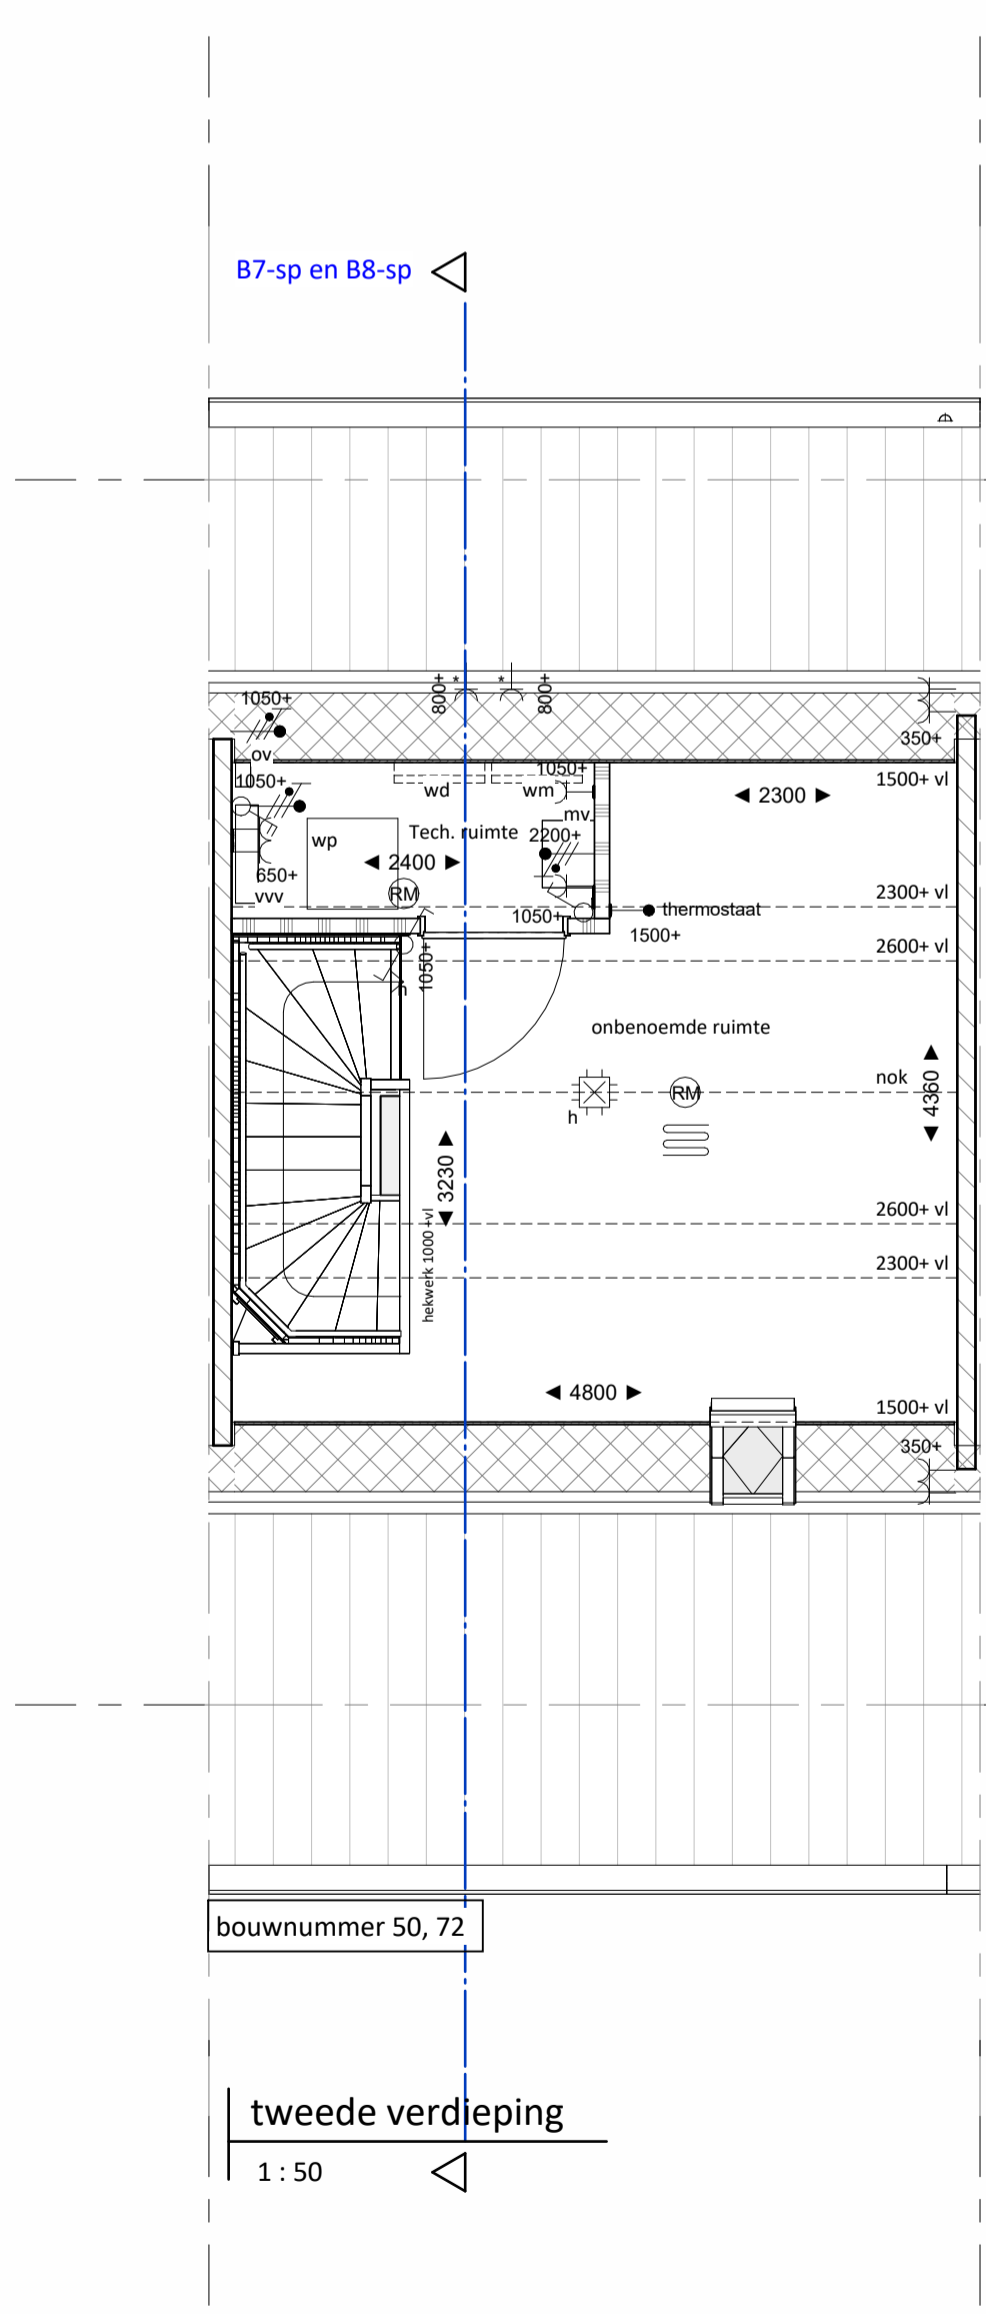 B7-sp en B8-sp
800+ * * 800+
1050+
350+
ov
1050+
wd
wm
1050+
1500+ vl
2300
mv
wp
Tech. ruimte
2200+
2400
650+
vvv
RM
2300+ vl
1050+
thermostaat
1500+
2600+ vl
1050+
onbenoemde ruimte
nok
4360
RM
h
3230
hekwerk 1000 +vl
2600+ vl
2300+ vl
4800
1500+ vl
350+
bouwnummer 50, 72
tweede verdieping
1 : 50